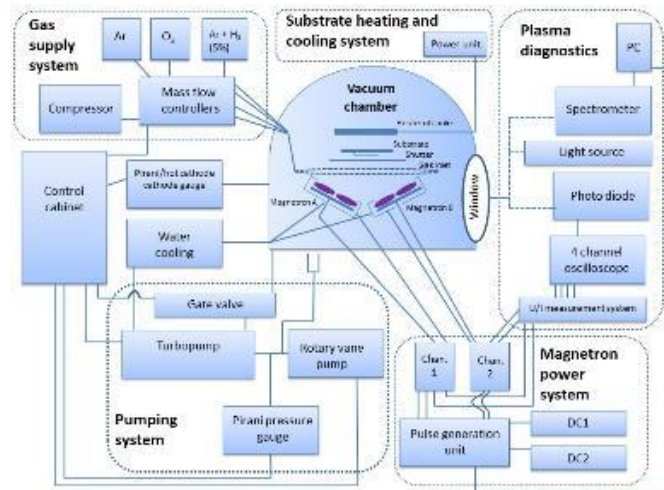 Gas
supply
system
Ar
O₂
Ar + H₂
(5%)
Compressor
Mass flow
controllers
Substrate heating and
cooling system
Power unit
Plasma
diagnostics
PC
Spectrometer
Light source
Photo diode
4 channel
oscilloscope
U/I measurement system
Vacuum
chamber
Substrate
Shutter
Gas inlet
Magnetron A
Magnetron B
Window
Control
cabinet
Pirani/hot cathode
cathode gauge
Water
cooling
Gate valve
Turbopump
Rotary vane
pump
Pumping
system
Pirani pressure
gauge
Chan.
1
Chan.
2
Magnetron
power
system
Pulse generation
unit
DC1
DC2